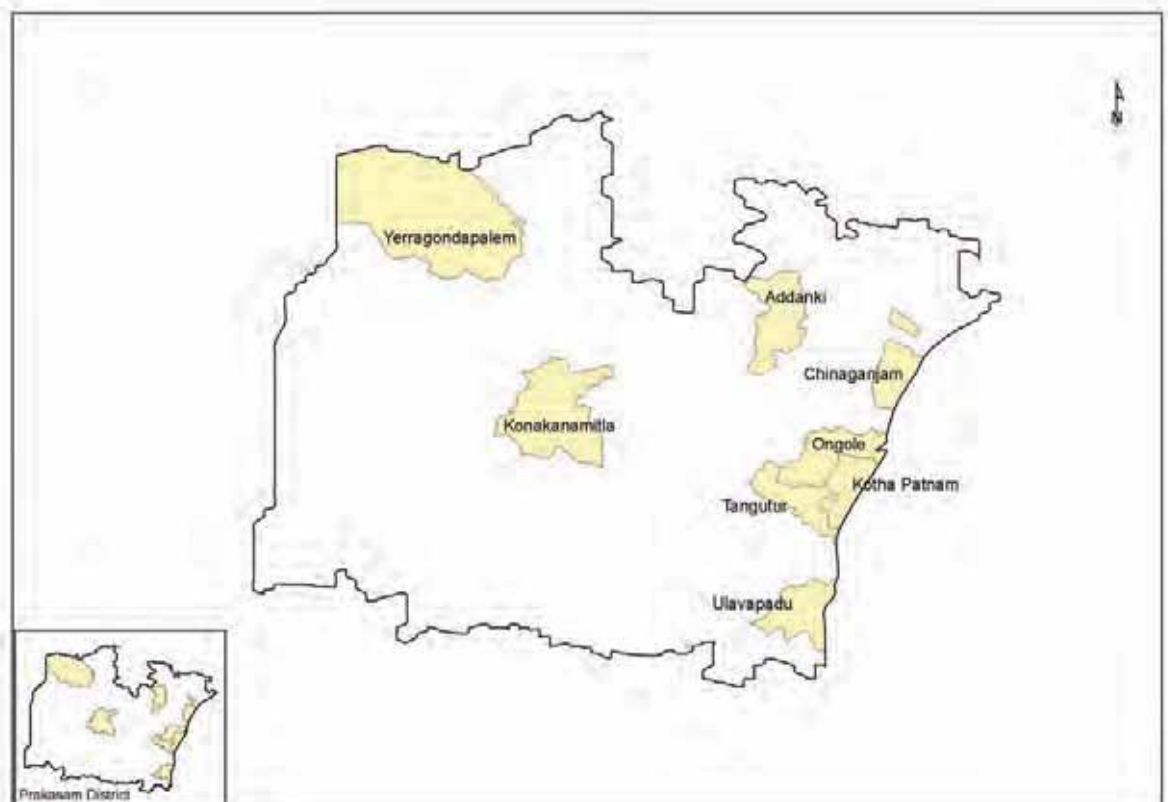 N
Yerragondapalem
Addanki
Chinaganjam
Konakanamitla
Ongole
Kotha Patnam
Tangutur
Ulavapadu
Prakasam District